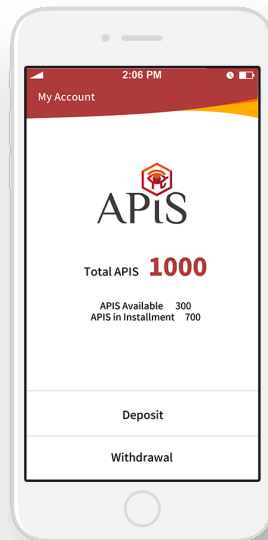 2:06 PM
My Account
APiS
Total APIS 1000
APIS Available 300
APIS in Installment 700
Deposit
Withdrawal